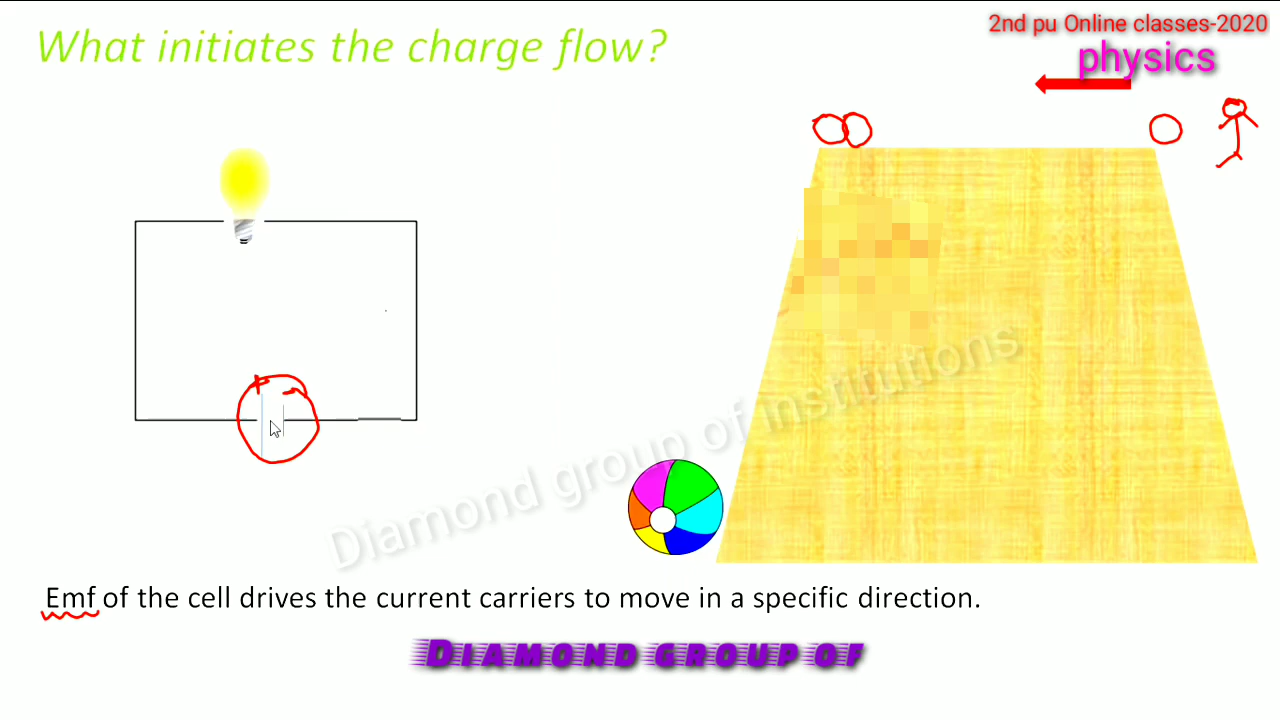 What initiates the charge flow?
2nd pu Online classes-2020
physics
+ -
Diamond group of institutions
Emf of the cell drives the current carriers to move in a specific direction.
DIAMOND GROUP OF